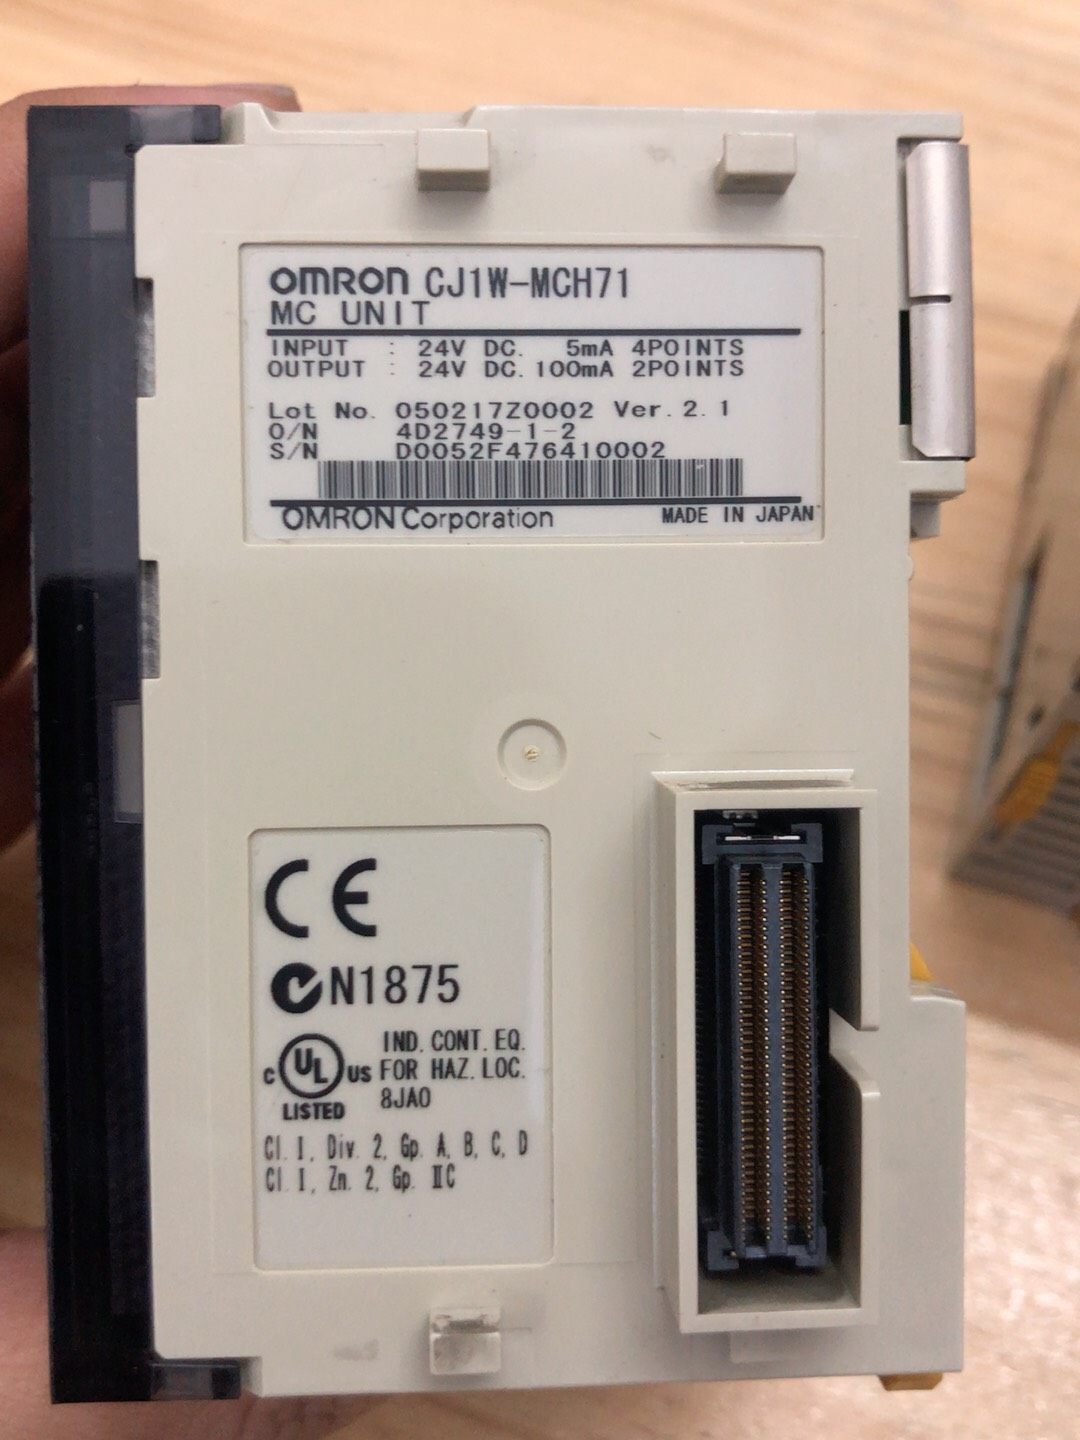 OMRON CJ1W-MCH71
MC UNIT
INPUT : 24V DC. 5mA 4POINTS
OUTPUT : 24V DC. 100mA 2POINTS
Lot No. 050217Z0002 Ver. 2.1
O/N 4D2749-1-2
S/N D0052F476410002
OMRON Corporation MADE IN JAPAN
CE
N1875
C UL US LISTED
IND. CONT. EQ.
FOR HAZ. LOC.
8JA0
Cl. I, Div. 2, Gp. A, B, C, D
Cl. I, Zn. 2, Gp. ⅡC